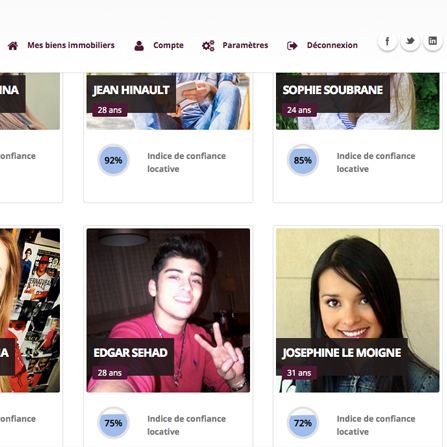 Mes biens immobiliers Compte Paramètres Déconnexion
NNA JEAN HINAULT SOPHIE SOUBRANE
28 ans 24 ans
onfiance 92% Indice de confiance 85% Indice de confiance
locative locative
A EDGAR SEHAD JOSEPHINE LE MOIGNE
28 ans 31 ans
onfiance 75% Indice de confiance 72% Indice de confiance
locative locative